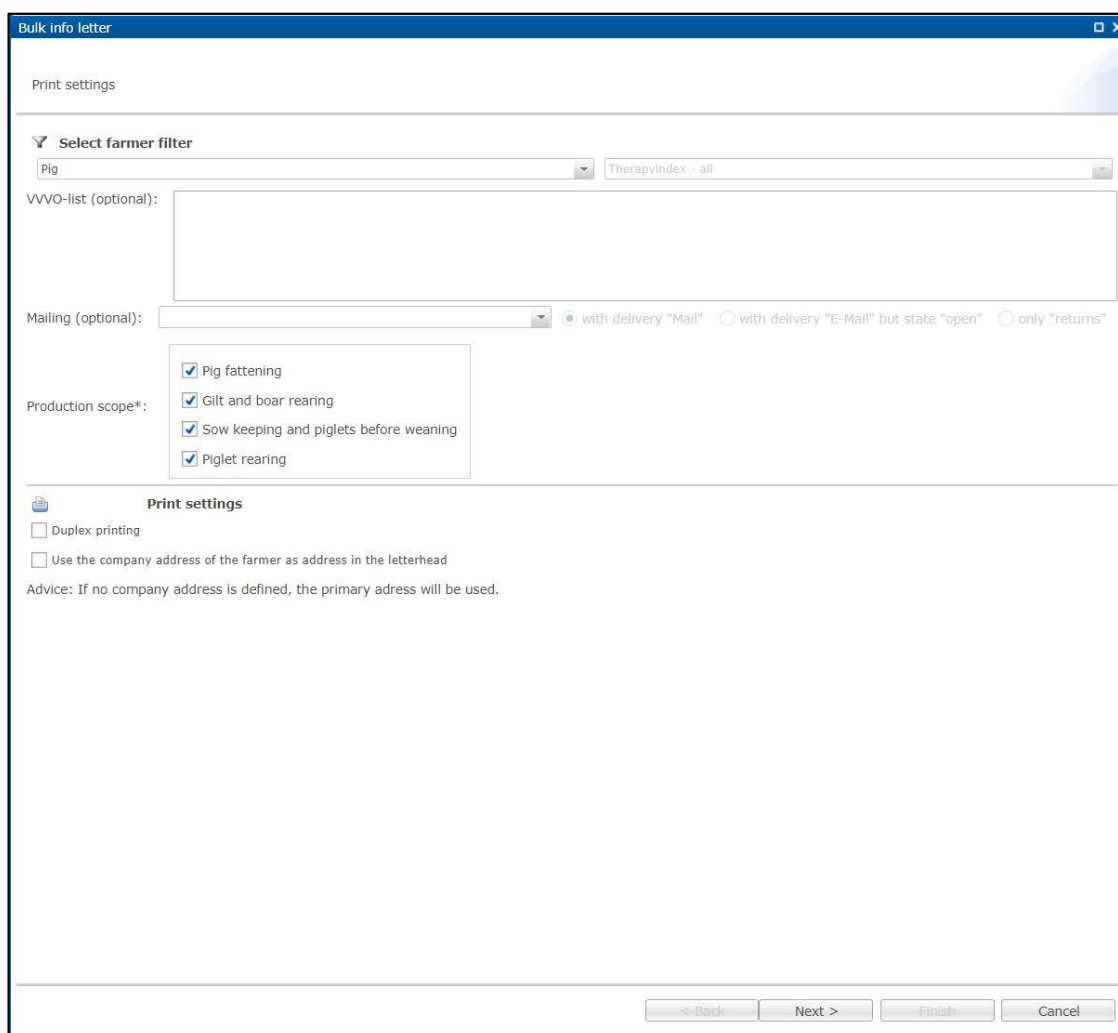 Bulk info letter
Print settings
Select farmer filter
Pig Therapyindex - all
VVVO-list (optional):
Mailing (optional): with delivery "Mail" with delivery "E-Mail" but state "open" only "returns"
Pig fattening
Gilt and boar rearing
Production scope*:
Sow keeping and piglets before weaning
Piglet rearing
Print settings
Duplex printing
Use the company address of the farmer as address in the letterhead
Advice: If no company address is defined, the primary adress will be used.
< Back Next > Finish Cancel